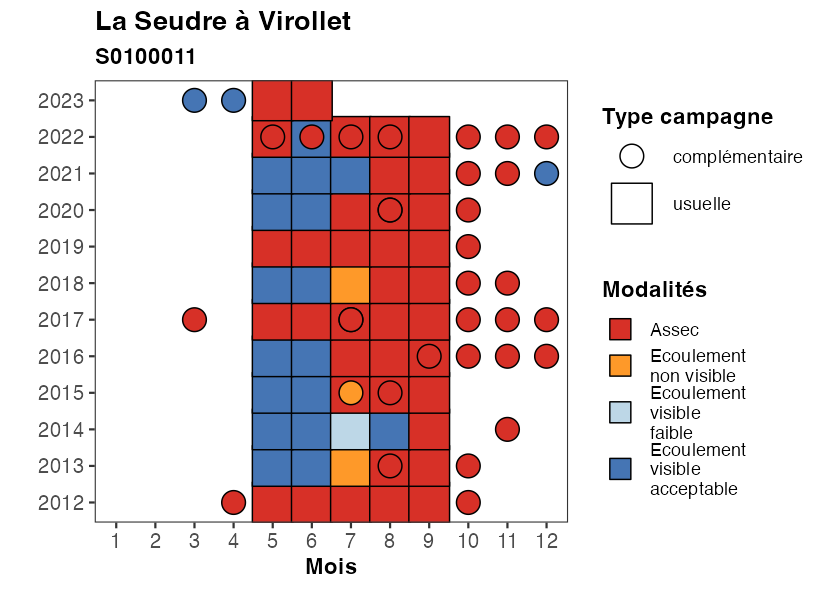 La Seudre à Virollet
S0100011
2023
2022
2021
2020
2019
2018
2017
2016
2015
2014
2013
2012
1 2 3 4 5 6 7 8 9 10 11 12
Mois
Type campagne
complémentaire
usuelle
Modalités
Assec
Ecoulement
non visible
Ecoulement
visible
faible
Ecoulement
visible
acceptable